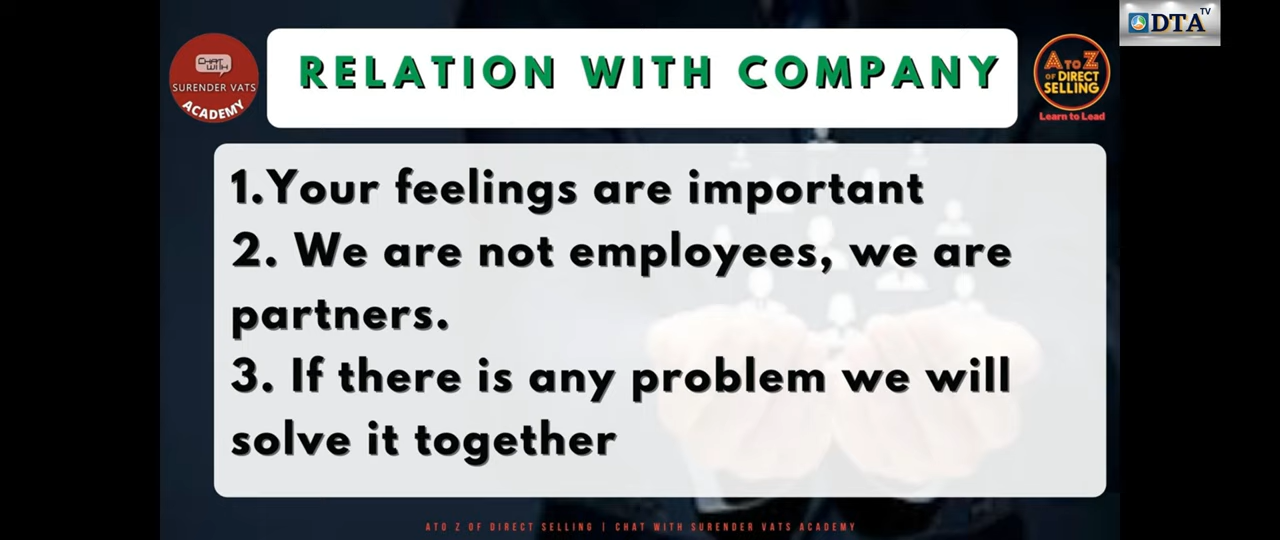 DTA TV
CHAT WITH
SURENDER VATS
ACADEMY
RELATION WITH COMPANY
A TO Z
OF DIRECT
SELLING
Learn to Lead
1.Your feelings are important
2. We are not employees, we are
partners.
3. If there is any problem we will
solve it together
A TO Z OF DIRECT SELLING | CHAT WITH SURENDER VATS ACADEMY